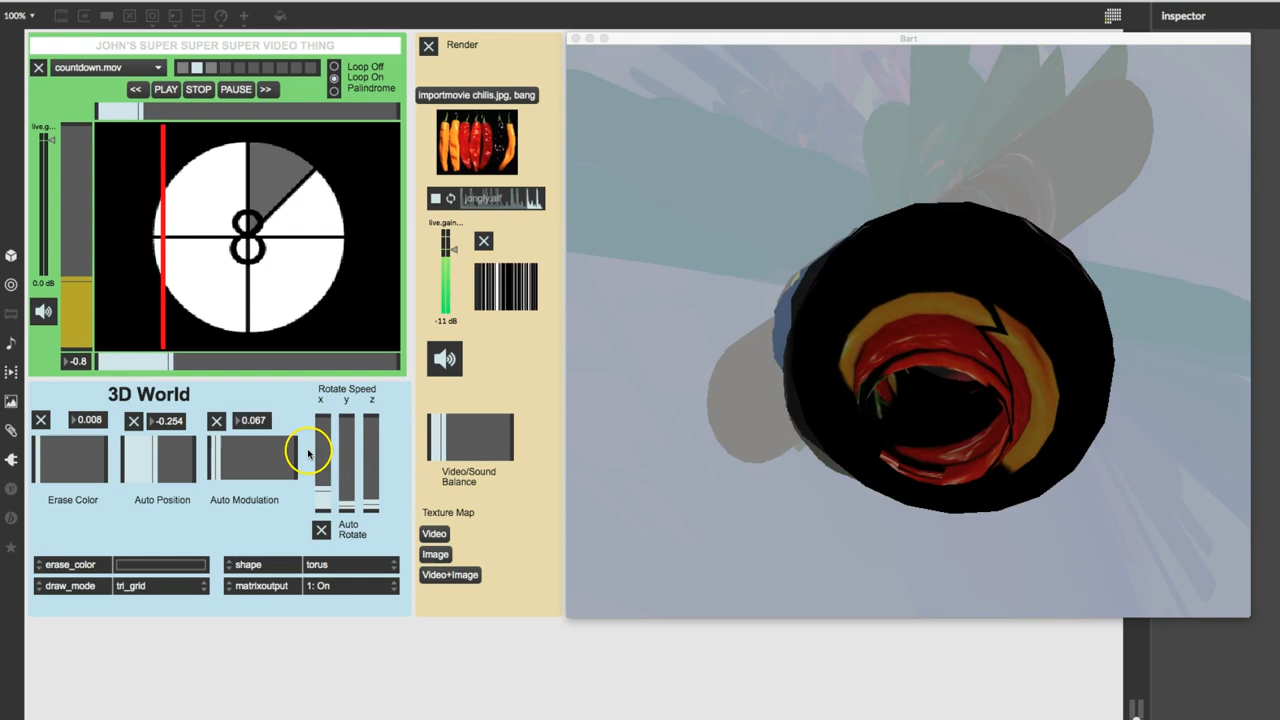 100%
inspector
JOHN'S SUPER SUPER SUPER VIDEO THING
countdown.mov
Loop Off
Loop On
Palindrome
<< PLAY STOP PAUSE >>
live.g...
8
0.0 dB
-0.8
Render
importmovie chilis.jpg, bang
jongly.aif
live.gain...
-11 dB
Video/Sound
Balance
Texture Map
Video
Image
Video+Image
Bart
3D World
Rotate Speed
x y z
0.008
-0.254
0.067
Erase Color
Auto Position
Auto Modulation
Auto
Rotate
erase_color
shape torus
draw_mode tri_grid
matrixoutput 1: On